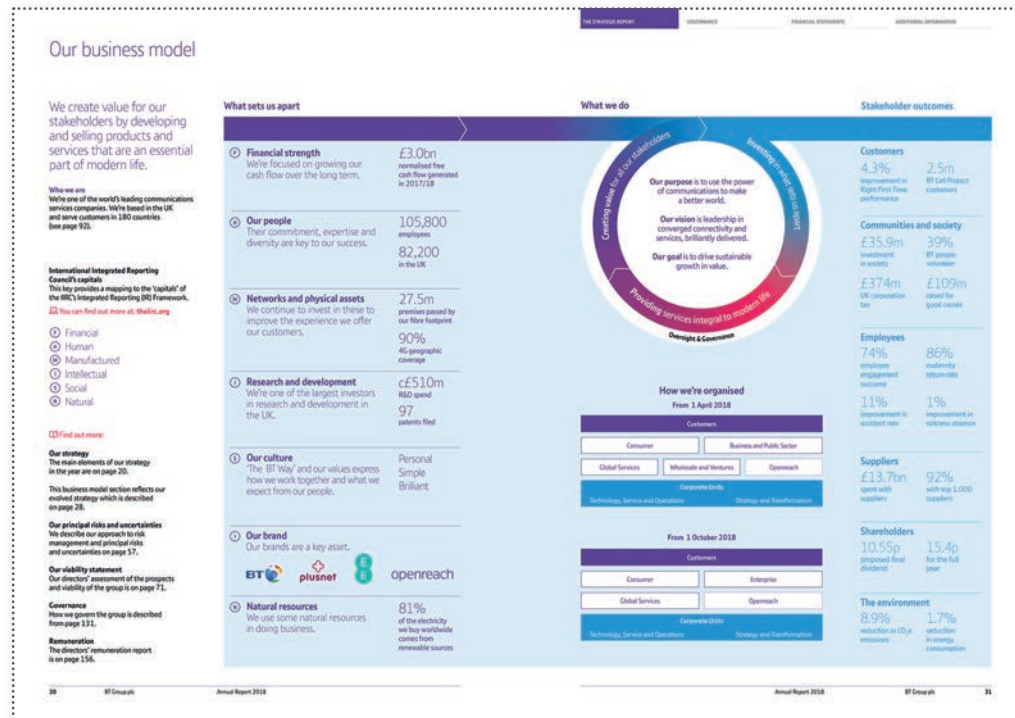 THE STRATEGIC REPORT
GOVERNANCE
FINANCIAL STATEMENTS
ADDITIONAL INFORMATION
Our business model
We create value for our
stakeholders by developing
and selling products and
services that are an essential
part of modern life.
Who we are
We're one of the world's leading communications
services companies. We're based in the UK
and serve customers in 180 countries
(see page 92).
International Integrated Reporting
Council's capitals
This key provides a mapping to the 'capitals' of
the IIRC's Integrated Reporting (IR) Framework.
You can find out more at: theiirc.org
F Financial
H Human
M Manufactured
I Intellectual
S Social
N Natural
Find out more:
Our strategy
The main elements of our strategy
in the year are on page 20.
This business model section reflects our
evolved strategy which is described
on page 28.
Our principal risks and uncertainties
We describe our approach to risk
management and principal risks
and uncertainties on page 57.
Our viability statement
Our directors' assessment of the prospects
and viability of the group is on page 71.
Governance
How we govern the group is described
from page 131.
Remuneration
The directors' remuneration report
is on page 156.
What sets us apart
F Financial strength
We're focused on growing our
cash flow over the long term.
£3.0bn
normalised free
cash flow generated
in 2017/18
H Our people
Their commitment, expertise and
diversity are key to our success.
105,800
employees
82,200
in the UK
M Networks and physical assets
We continue to invest in these to
improve the experience we offer
our customers.
27.5m
premises passed by
our fibre footprint
90%
4G geographic
coverage
I Research and development
We're one of the largest investors
in research and development in
the UK.
c£510m
R&D spend
97
patents filed
S Our culture
'The BT Way' and our values express
how we work together and what we
expect from our people.
Personal
Simple
Brilliant
I Our brand
Our brands are a key asset.
BT
plusnet
EE
openreach
N Natural resources
We use some natural resources
in doing business.
81%
of the electricity
we buy worldwide
comes from
renewable sources
What we do
Creating value for all our stakeholders
Investing in what sets us apart
Providing services integral to modern life
Our purpose is to use the power
of communications to make
a better world.
Our vision is leadership in
converged connectivity and
services, brilliantly delivered.
Our goal is to drive sustainable
growth in value.
Oversight & Governance
How we're organised
From 1 April 2018
Customers
Consumer
Business and Public Sector
Global Services
Wholesale and Ventures
Openreach
Corporate Units
Technology, Service and Operations
Strategy and Transformation
From 1 October 2018
Customers
Consumer
Enterprise
Global Services
Openreach
Corporate Units
Technology, Service and Operations
Strategy and Transformation
Stakeholder outcomes
Customers
4.3%
improvement in
Right First Time
performance
2.5m
BT Call Protect
customers
Communities and society
£35.9m
investment
in society
39%
BT people
volunteer
£374m
UK corporation
tax
£109m
raised for
good causes
Employees
74%
employee
engagement
outcome
86%
maternity
return rate
11%
improvement in
accident rate
1%
improvement in
sickness absence
Suppliers
£13.7bn
spent with
suppliers
92%
with top 1,000
suppliers
Shareholders
10.55p
proposed final
dividend
15.4p
for the full
year
The environment
8.9%
reduction in CO₂e
emissions
1.7%
reduction
in energy
consumption
30
BT Group plc
Annual Report 2018
Annual Report 2018
BT Group plc
31